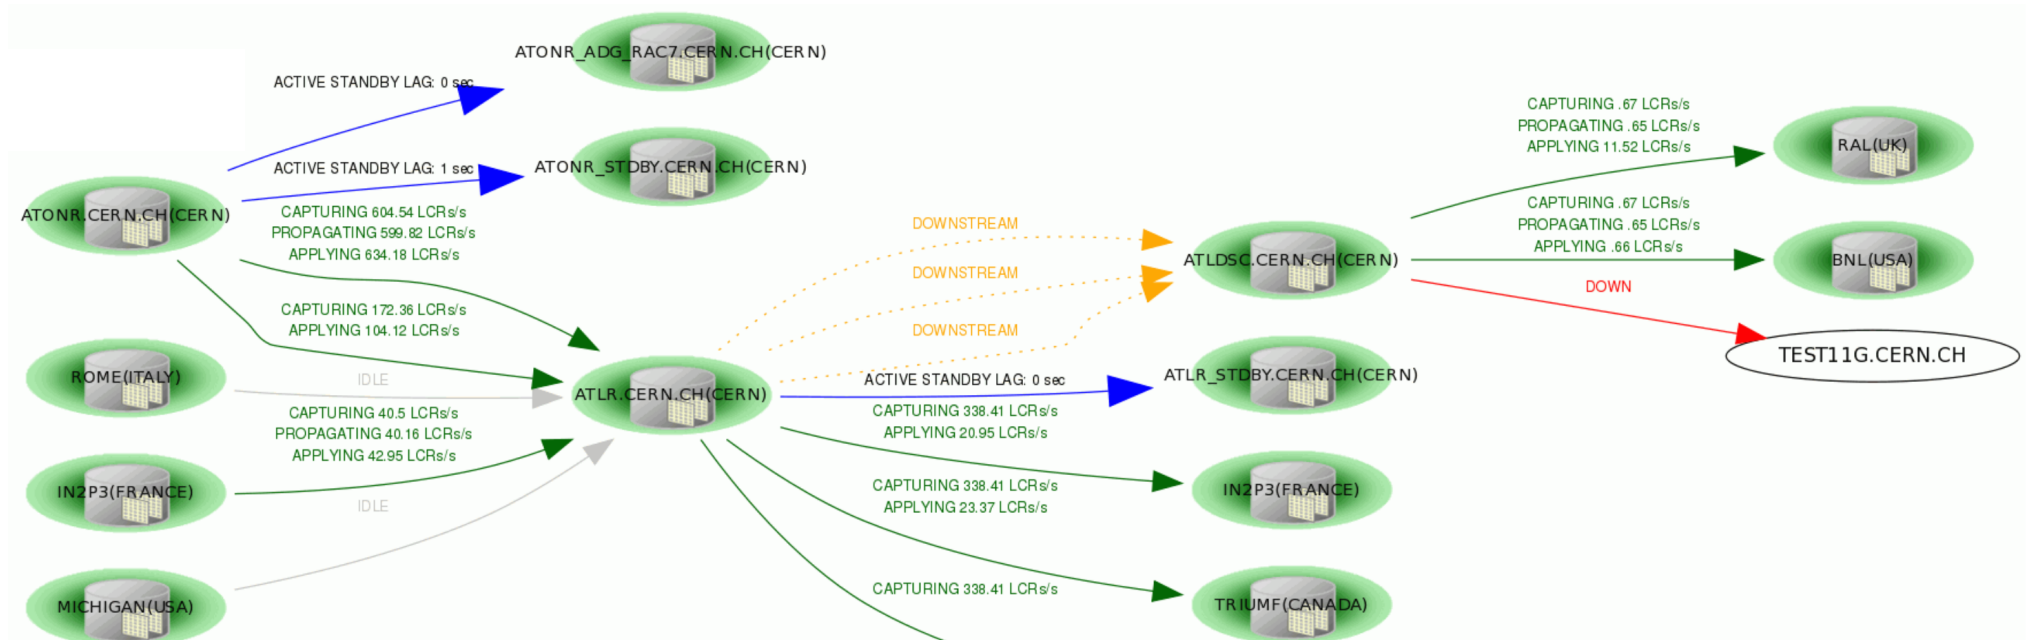 ATONR_ADG_RAC7.CERN.CH(CERN)
ACTIVE STANDBY LAG: 0 sec
ATONR_STDBY.CERN.CH(CERN)
ACTIVE STANDBY LAG: 1 sec
ATONR.CERN.CH(CERN)
CAPTURING 604.54 LCRs/s
PROPAGATING 599.82 LCRs/s
APPLYING 634.18 LCRs/s
CAPTURING 172.36 LCRs/s
APPLYING 104.12 LCRs/s
ROME(ITALY)
IDLE
CAPTURING 40.5 LCRs/s
PROPAGATING 40.16 LCRs/s
APPLYING 42.95 LCRs/s
IN2P3(FRANCE)
IDLE
MICHIGAN(USA)
ATLR.CERN.CH(CERN)
DOWNSTREAM
DOWNSTREAM
DOWNSTREAM
ATLDSC.CERN.CH(CERN)
ACTIVE STANDBY LAG: 0 sec
ATLR_STDBY.CERN.CH(CERN)
CAPTURING 338.41 LCRs/s
APPLYING 20.95 LCRs/s
IN2P3(FRANCE)
CAPTURING 338.41 LCRs/s
APPLYING 23.37 LCRs/s
TRIUMF(CANADA)
CAPTURING 338.41 LCRs/s
CAPTURING .67 LCRs/s
PROPAGATING .65 LCRs/s
APPLYING 11.52 LCRs/s
RAL(UK)
CAPTURING .67 LCRs/s
PROPAGATING .65 LCRs/s
APPLYING .66 LCRs/s
BNL(USA)
DOWN
TEST11G.CERN.CH